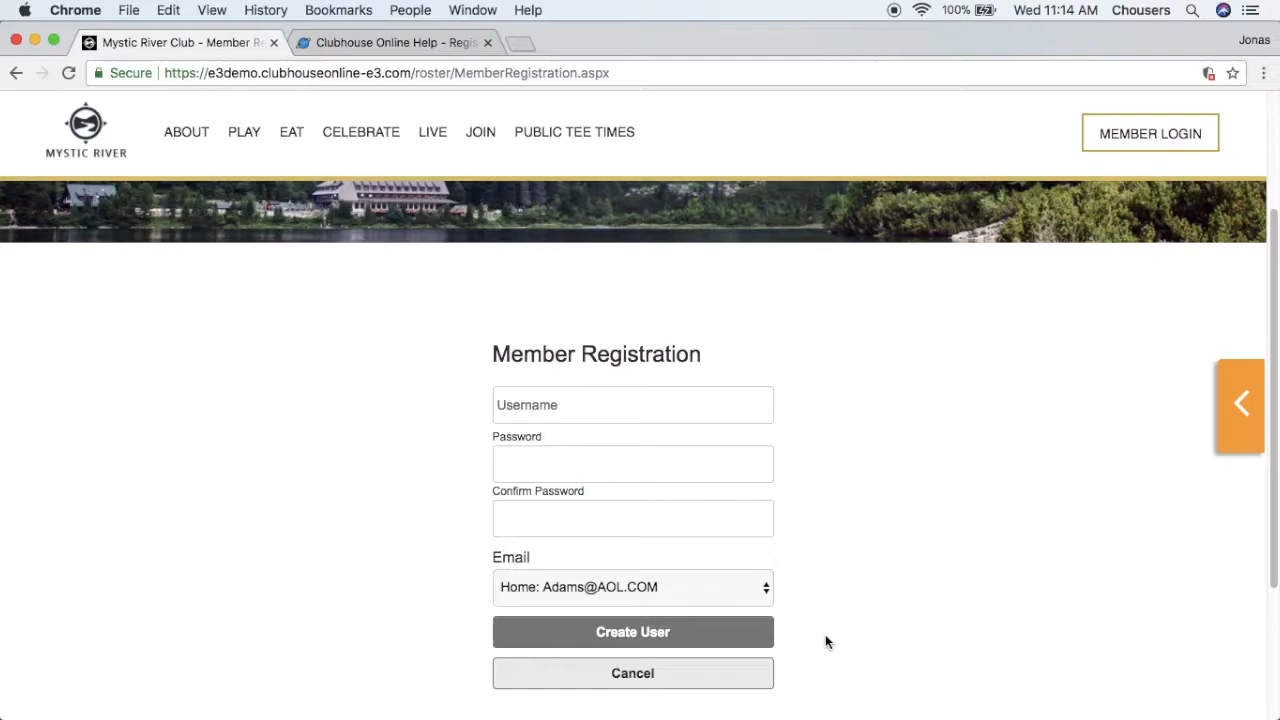 Chrome File Edit View History Bookmarks People Window Help 100% Wed 11:14 AM Chousers
Mystic River Club - Member Re Clubhouse Online Help - Regis Jonas
Secure https://e3demo.clubhouseonline-e3.com/roster/MemberRegistration.aspx
MYSTIC RIVER
ABOUT PLAY EAT CELEBRATE LIVE JOIN PUBLIC TEE TIMES MEMBER LOGIN
Member Registration
Username
Password
Confirm Password
Email
Home: Adams@AOL.COM
Create User
Cancel